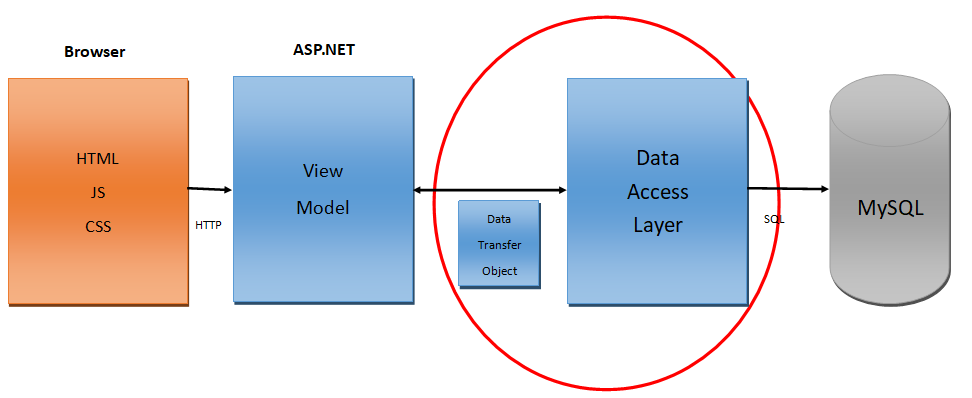 Browser
ASP.NET
HTML
JS
CSS
HTTP
View
Model
Data
Transfer
Object
Data
Access
Layer
SQL
MySQL